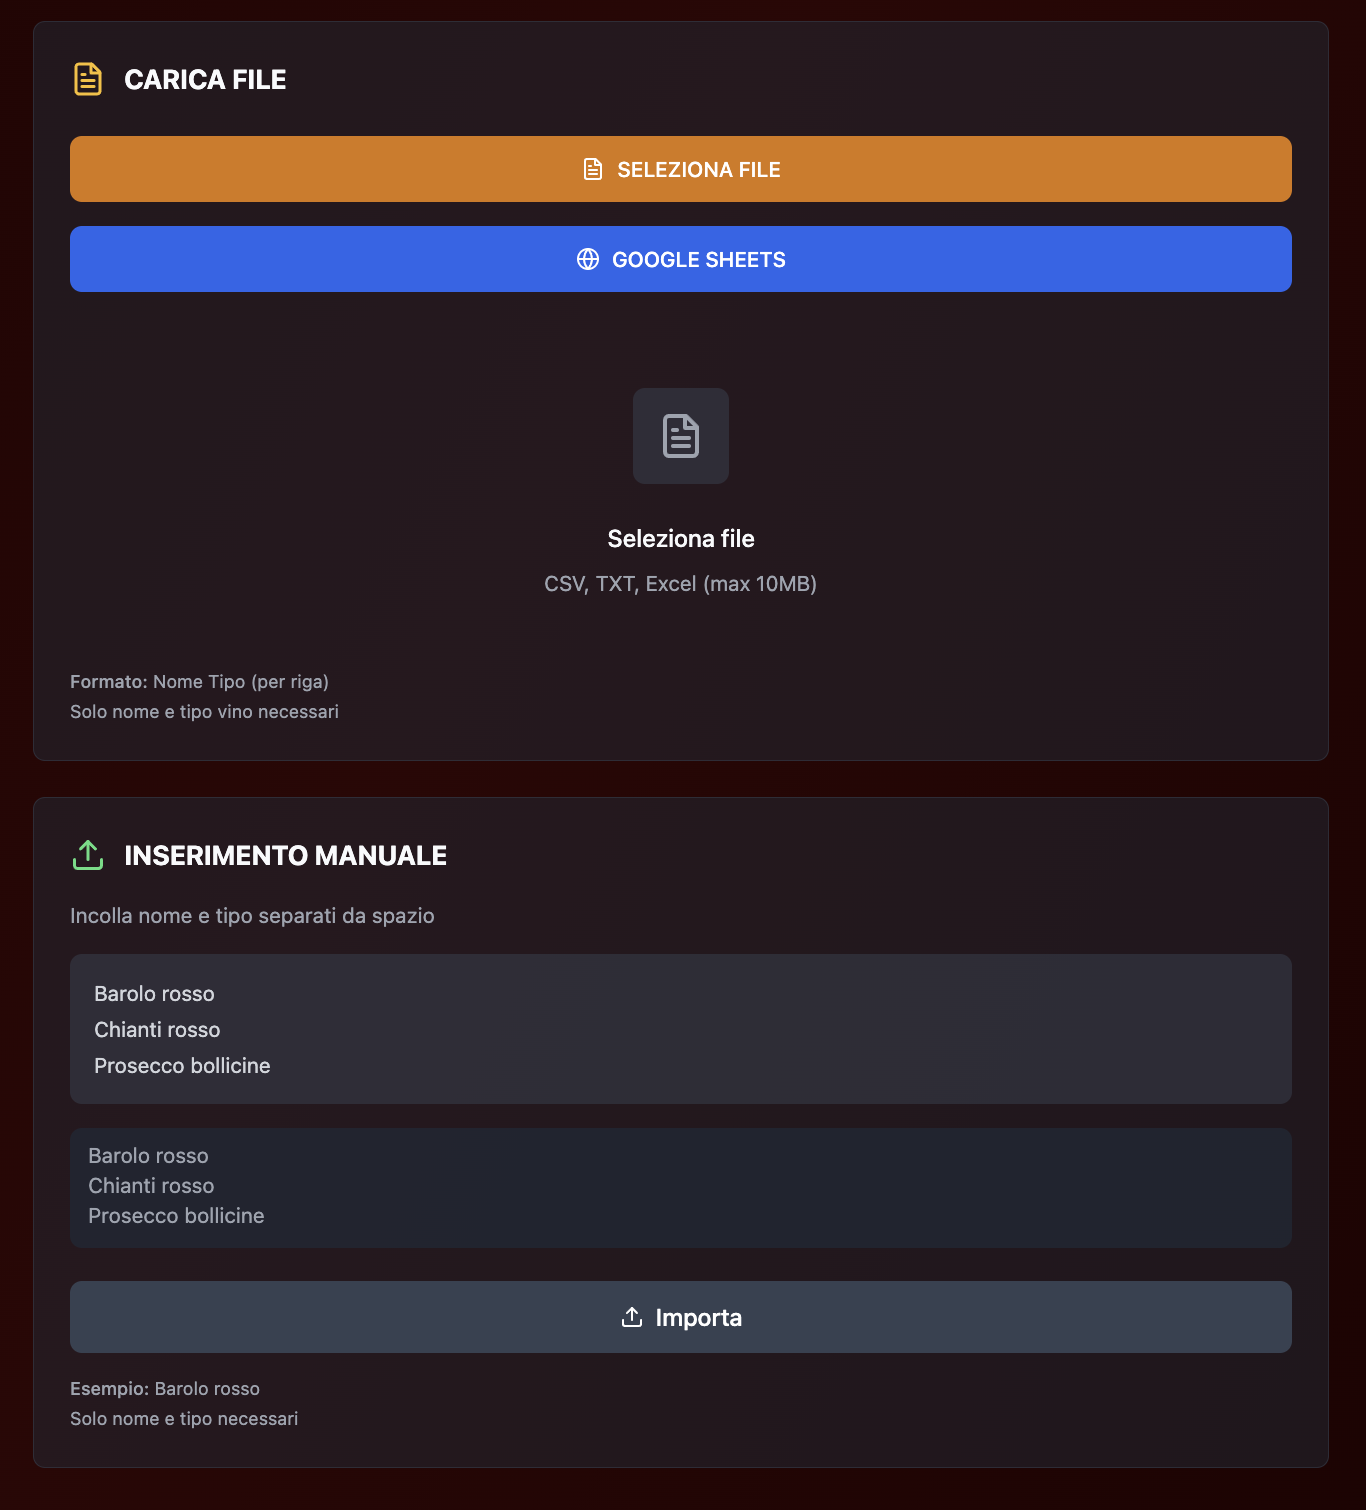 CARICA FILE
SELEZIONA FILE
GOOGLE SHEETS
Seleziona file
CSV, TXT, Excel (max 10MB)
Formato: Nome Tipo (per riga)
Solo nome e tipo vino necessari
INSERIMENTO MANUALE
Incolla nome e tipo separati da spazio
Barolo rosso
Chianti rosso
Prosecco bollicine
Barolo rosso
Chianti rosso
Prosecco bollicine
Importa
Esempio: Barolo rosso
Solo nome e tipo necessari